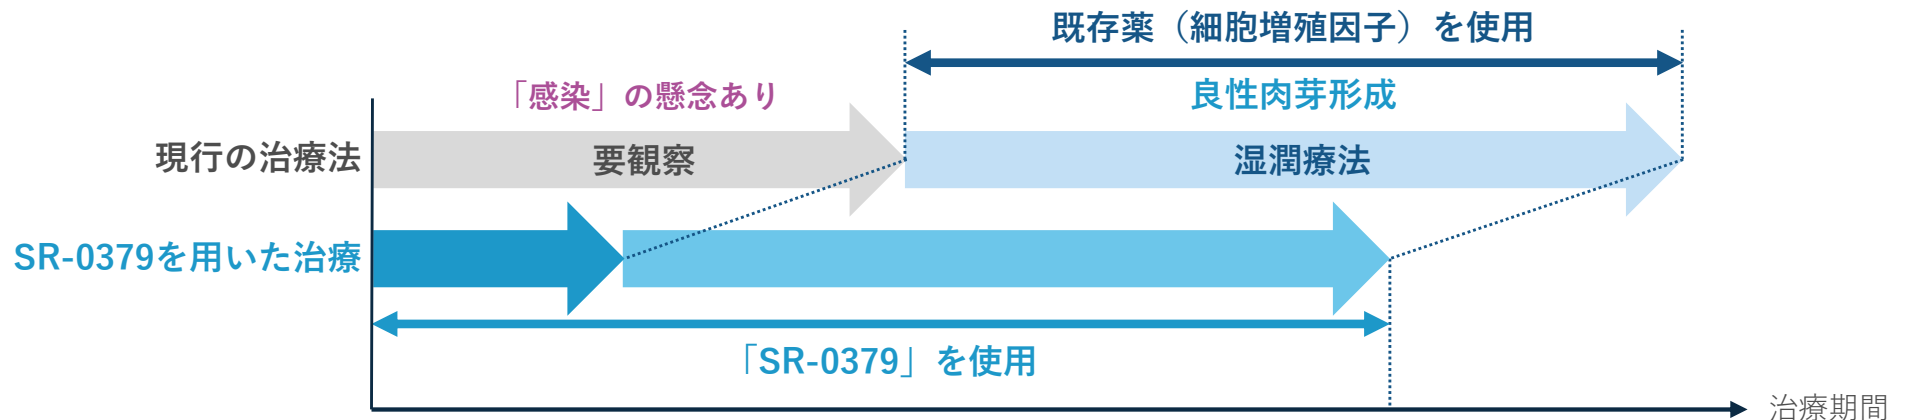 既存薬（細胞増殖因子）を使用
「感染」の懸念あり
良性肉芽形成
現行の治療法
要観察
湿潤療法
SR-0379を用いた治療
「SR-0379」を使用
治療期間